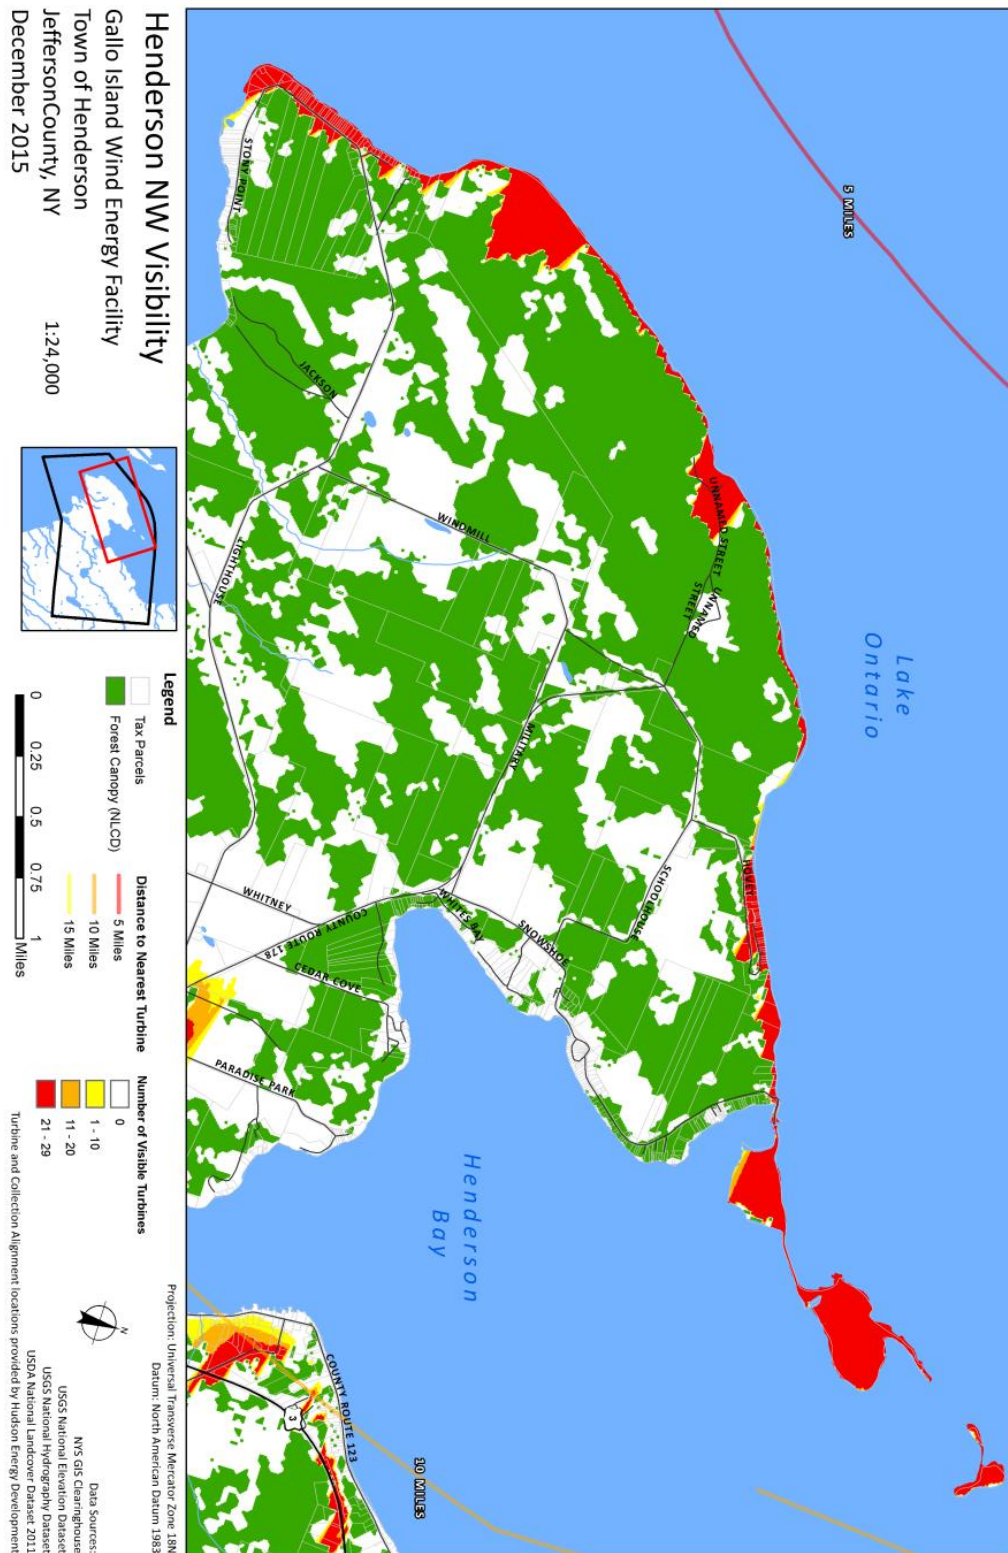 Henderson NW Visibility
Gallo Island Wind Energy Facility
Town of Henderson
JeffersonCounty, NY 1:24,000
December 2015
5 MILES
Lake
Ontario
UNNAMED STREET
UNNAMED
STREET
STONY POINT
JACKSON
WINDMILL
LIGHTHOUSE
MILITARY
HOVEY
SCHOOLHOUSE
SNOWSHOE
WHITES BAY
WHITNEY
COUNTY ROUTE 178
CEDAR COVE
PARADISE PARK
Henderson
Bay
COUNTY ROUTE 123
3
10 MILES
Legend
Tax Parcels
Forest Canopy (NLCD)
Distance to Nearest Turbine
5 Miles
10 Miles
15 Miles
Number of Visible Turbines
0
1 - 10
11 - 20
21 - 29
0 0.25 0.5 0.75 1
Miles
N
Projection: Universal Transverse Mercator Zone 18N
Datum: North American Datum 1983
Data Sources:
NYS GIS Clearinghouse
USGS National Elevation Dataset
USGS National Hydrography Dataset
USDA National Landcover Dataset 2011
Turbine and Collection Alignment locations provided by Hudson Energy Development